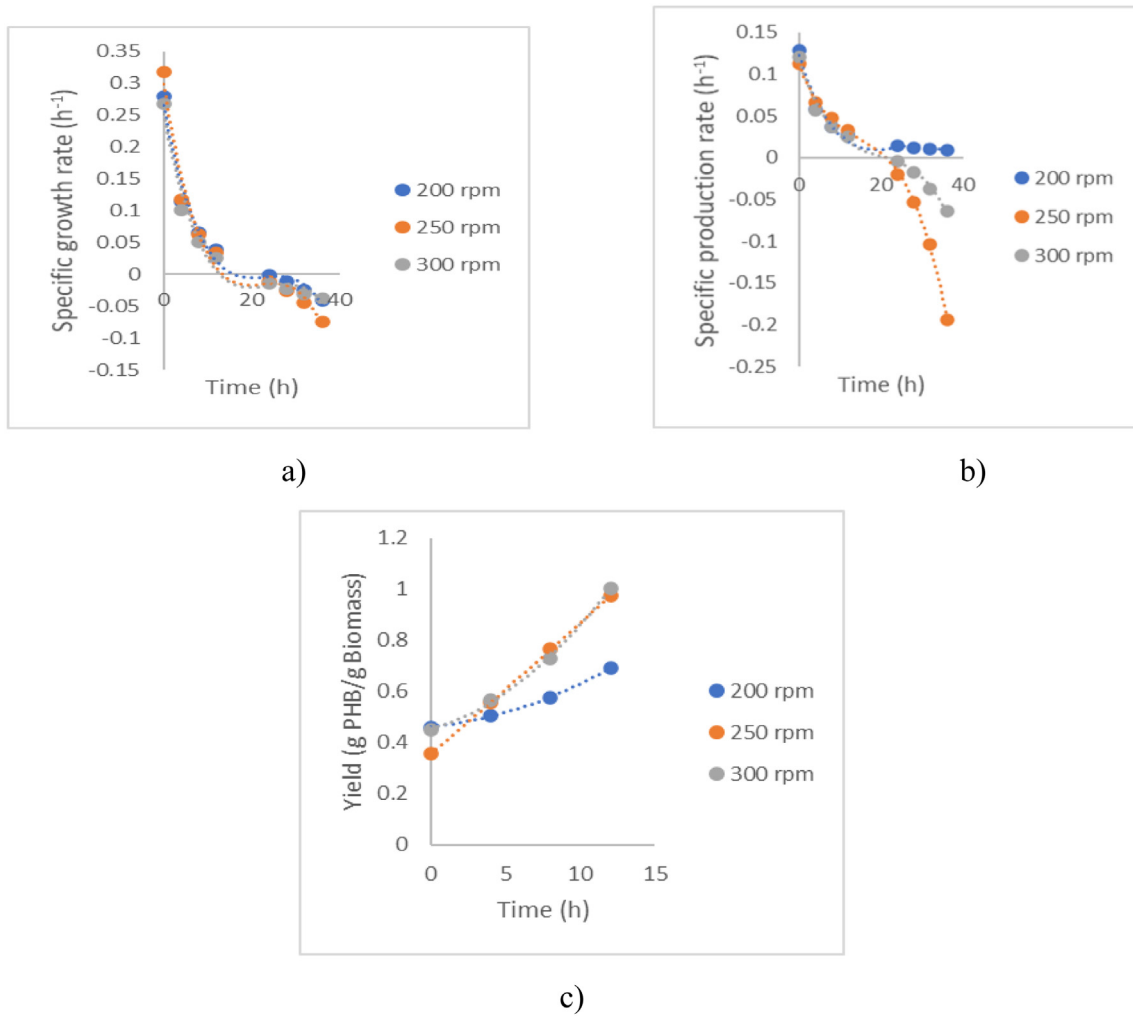 Specific growth rate (h⁻¹)
0.35
0.3
0.25
0.2
0.15
0.1
0.05
0
-0.05
-0.1
-0.15
0
20
40
Time (h)
200 rpm
250 rpm
300 rpm
a)
Specific production rate (h⁻¹)
0.15
0.1
0.05
0
-0.05
-0.1
-0.15
-0.2
-0.25
0
20
40
Time (h)
200 rpm
250 rpm
300 rpm
b)
Yield (g PHB/g Biomass)
1.2
1
0.8
0.6
0.4
0.2
0
0
5
10
15
Time (h)
200 rpm
250 rpm
300 rpm
c)